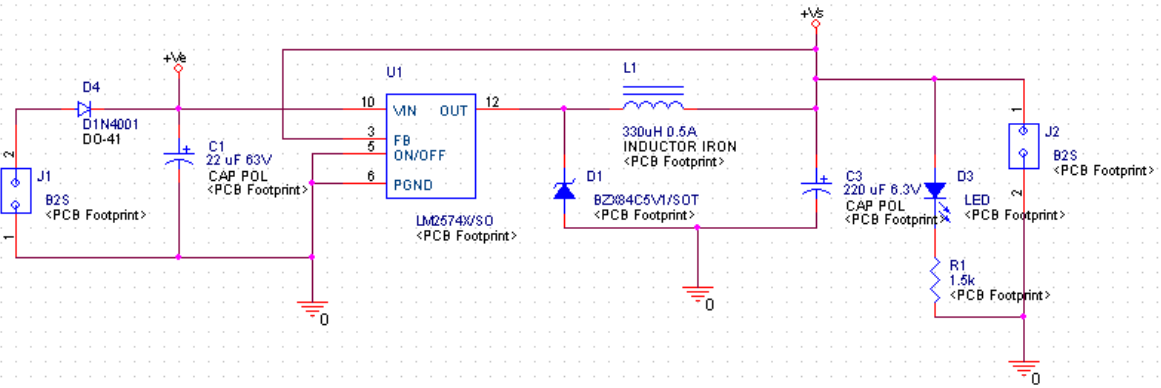 +Vs
+Ve
D4
D1N4001
DO-41
U1
10
VIN
OUT
12
3
FB
5
ON/OFF
6
PGND
LM2574X/SO
<PCB Footprint>
L1
330uH 0.5A
INDUCTOR IRON
C1
22 uF 63V
CAP POL
<PCB Footprint>
2
J1
B2S
<PCB Footprint>
1
D1
BZX84C5V1/SOT
<PCB Footprint>
C3
220 uF 6.3V
CAP POL
<PCB Footprint>
D3
LED
<PCB Footprint>
1
J2
B2S
<PCB Footprint>
2
R1
1.5k
<PCB Footprint>
0
0
0